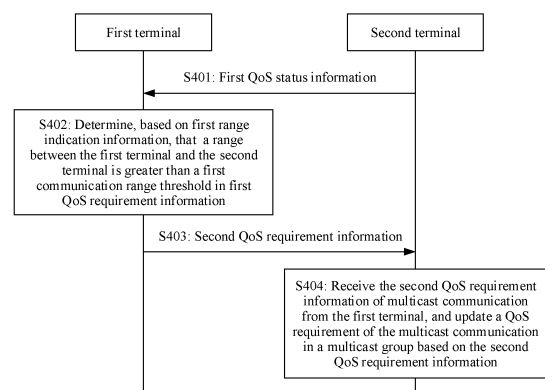 First terminal
Second terminal
S401: First QoS status information
S402: Determine, based on first range
indication information, that a range
between the first terminal and the second
terminal is greater than a first
communication range threshold in first
QoS requirement information
S403: Second QoS requirement information
S404: Receive the second QoS requirement
information of multicast communication
from the first terminal, and update a QoS
requirement of the multicast communication
in a multicast group based on the second
QoS requirement information